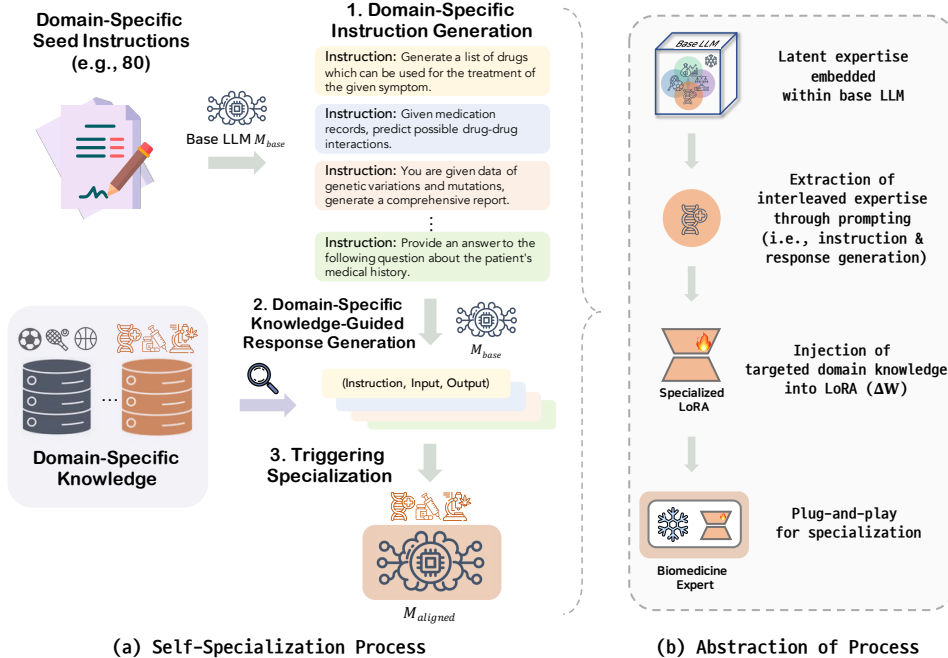 Domain-Specific
Seed Instructions
(e.g., 80)
Base LLM M_base
1. Domain-Specific
Instruction Generation
Instruction: Generate a list of drugs
which can be used for the treatment of
the given symptom.
Instruction: Given medication
records, predict possible drug-drug
interactions.
Instruction: You are given data of
genetic variations and mutations,
generate a comprehensive report.
⋮
Instruction: Provide an answer to the
following question about the patient's
medical history.
2. Domain-Specific
Knowledge-Guided
Response Generation
M_base
...
Domain-Specific
Knowledge
(Instruction, Input, Output)
3. Triggering
Specialization
M_aligned
(a) Self-Specialization Process
Base LLM
Latent expertise
embedded
within base LLM
Extraction of
interleaved expertise
through prompting
(i.e., instruction &
response generation)
Specialized
LoRA
Injection of
targeted domain knowledge
into LoRA (ΔW)
Biomedicine
Expert
Plug-and-play
for specialization
(b) Abstraction of Process